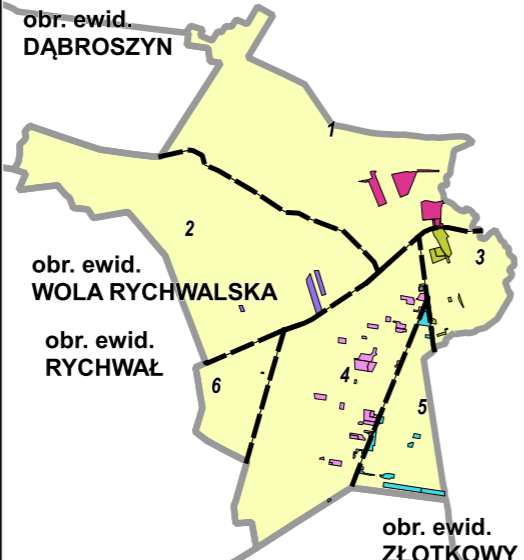 obr. ewid.
DĄBROSZYN
1
2
3
obr. ewid.
WOLA RYCHWALSKA
obr. ewid.
RYCHWAŁ
4
6
5
obr. ewid.
ZŁOTKOWY